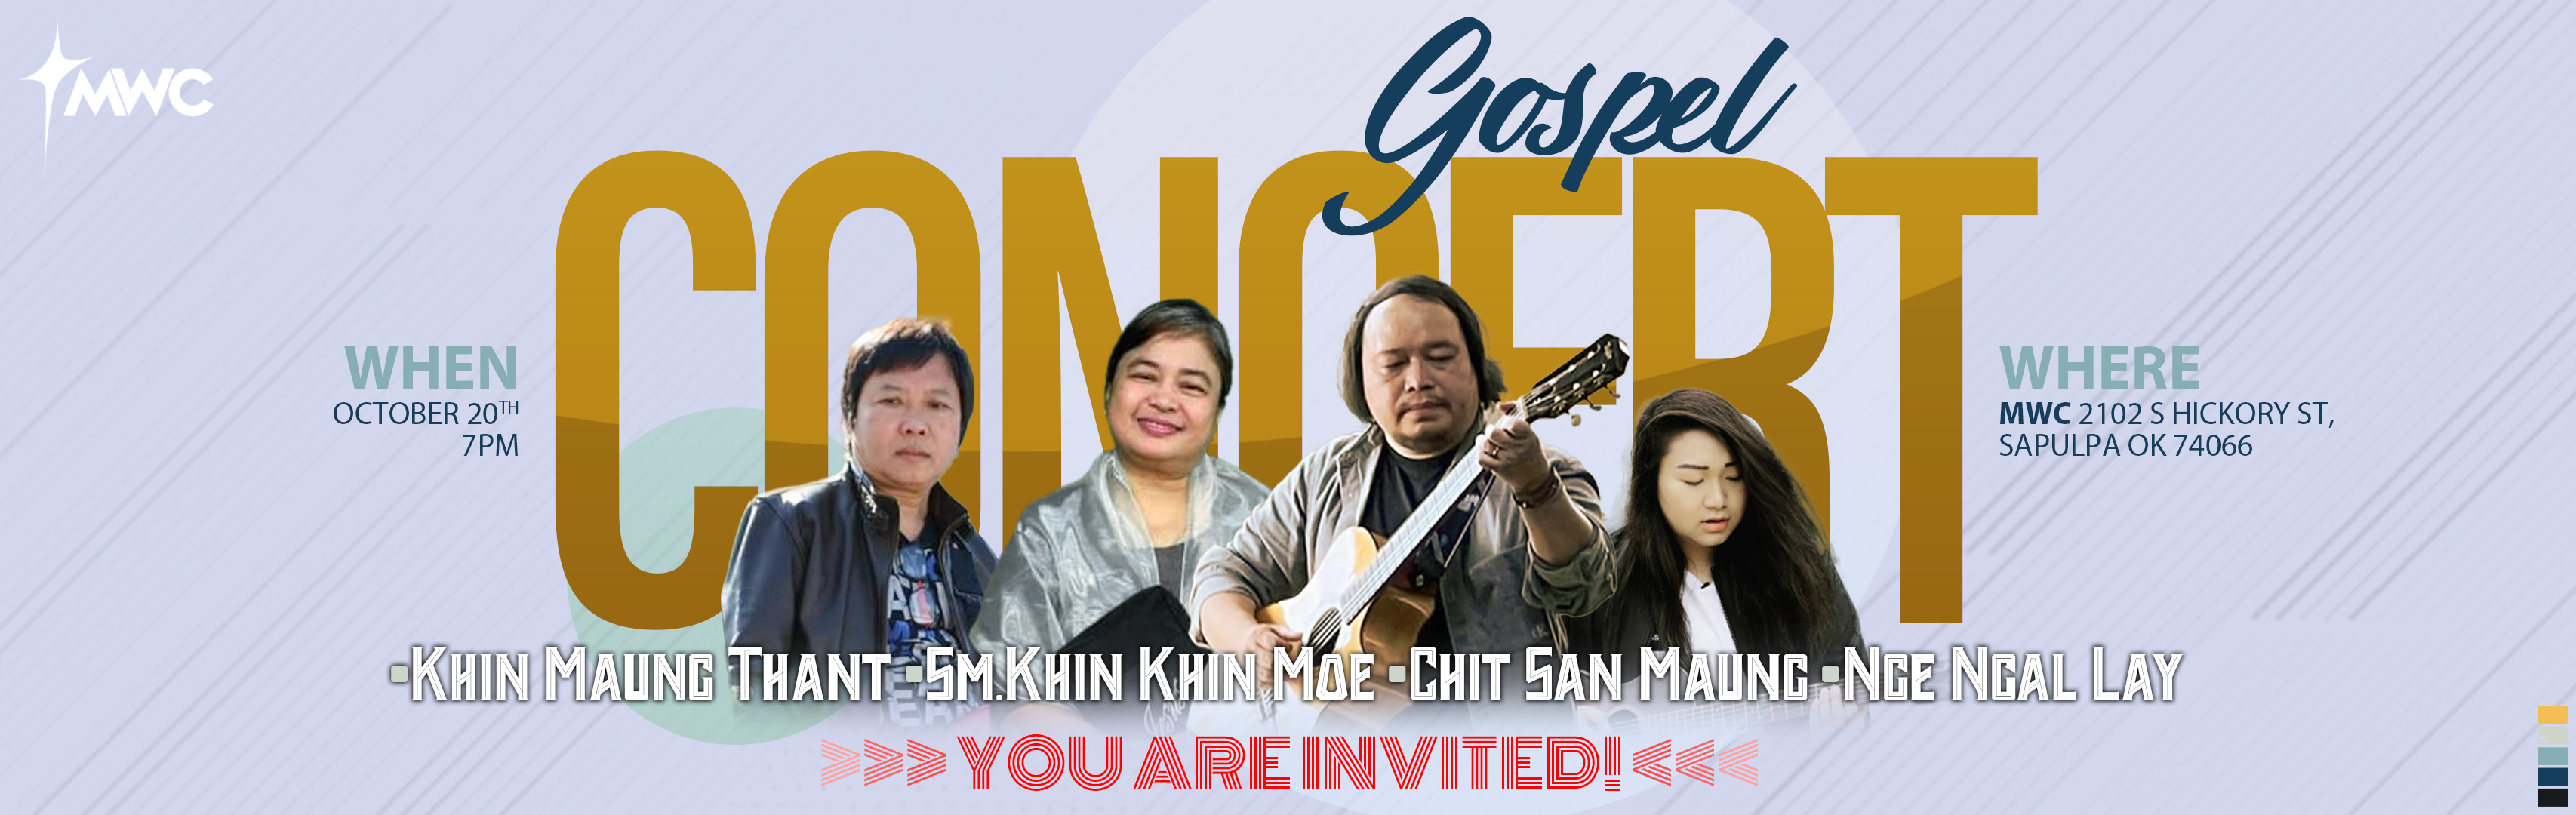 MWC
Gospel
CONCERT
WHEN
OCTOBER 20TH
7PM
WHERE
MWC 2102 S HICKORY ST,
SAPULPA OK 74066
▪KHIN MAUNG THANT ▪SM.KHIN KHIN MOE ▪CHIT SAN MAUNG ▪NGE NGAL LAY
>>> YOU ARE INVITED! <<<